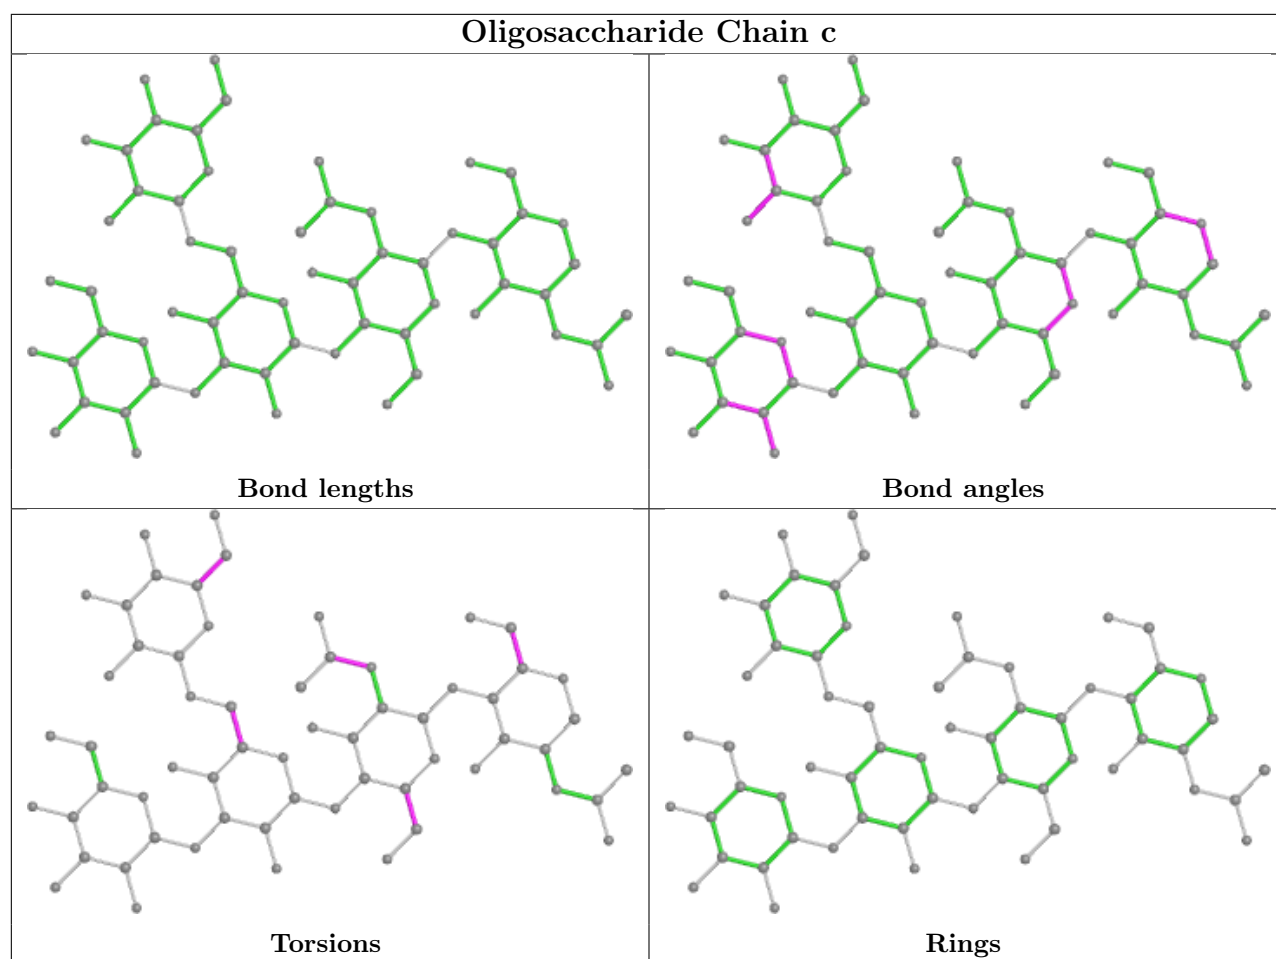 Oligosaccharide Chain c
Bond lengths
Bond angles
Torsions
Rings